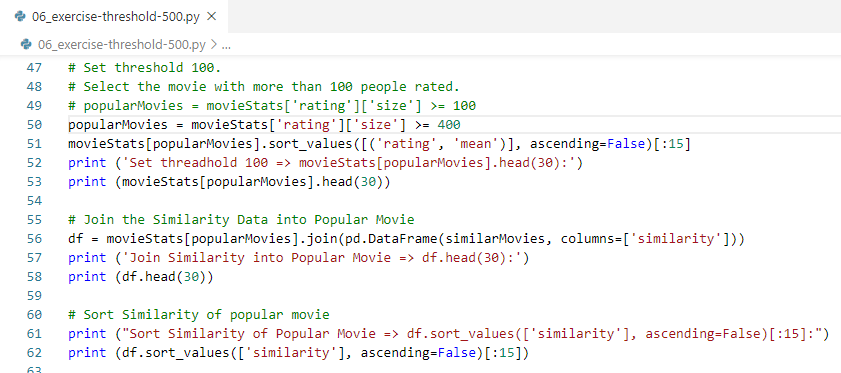 06_exercise-threshold-500.py ×
06_exercise-threshold-500.py > ...
47 # Set threshold 100.
48 # Select the movie with more than 100 people rated.
49 # popularMovies = movieStats['rating']['size'] >= 100
50 popularMovies = movieStats['rating']['size'] >= 400
51 movieStats[popularMovies].sort_values([('rating', 'mean')], ascending=False)[:15]
52 print ('Set threadhold 100 => movieStats[popularMovies].head(30):')
53 print (movieStats[popularMovies].head(30))
54
55 # Join the Similarity Data into Popular Movie
56 df = movieStats[popularMovies].join(pd.DataFrame(similarMovies, columns=['similarity']))
57 print ('Join Similarity into Popular Movie => df.head(30):')
58 print (df.head(30))
59
60 # Sort Similarity of popular movie
61 print ("Sort Similarity of Popular Movie => df.sort_values(['similarity'], ascending=False)[:15]:")
62 print (df.sort_values(['similarity'], ascending=False)[:15])
63